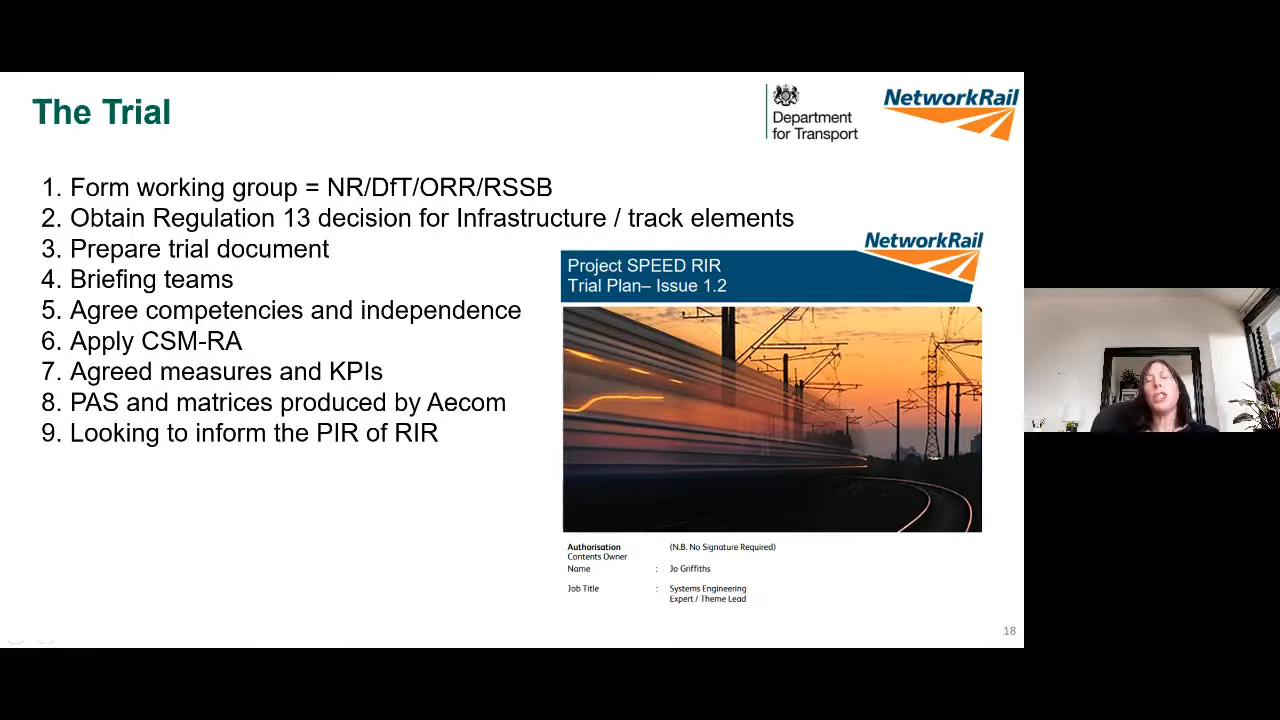 The Trial
Department
for Transport
NetworkRail
1. Form working group = NR/DfT/ORR/RSSB
2. Obtain Regulation 13 decision for Infrastructure / track elements
3. Prepare trial document
4. Briefing teams
5. Agree competencies and independence
6. Apply CSM-RA
7. Agreed measures and KPIs
8. PAS and matrices produced by Aecom
9. Looking to inform the PIR of RIR
NetworkRail
Project SPEED RIR
Trial Plan– Issue 1.2
Authorisation (N.B. No Signature Required)
Contents Owner
Name : Jo Griffiths
Job Title : Systems Engineering
Expert / Theme Lead
18